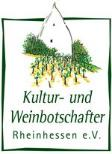 Kultur- und
Weinbotschafter
Rheinhessen e.V.